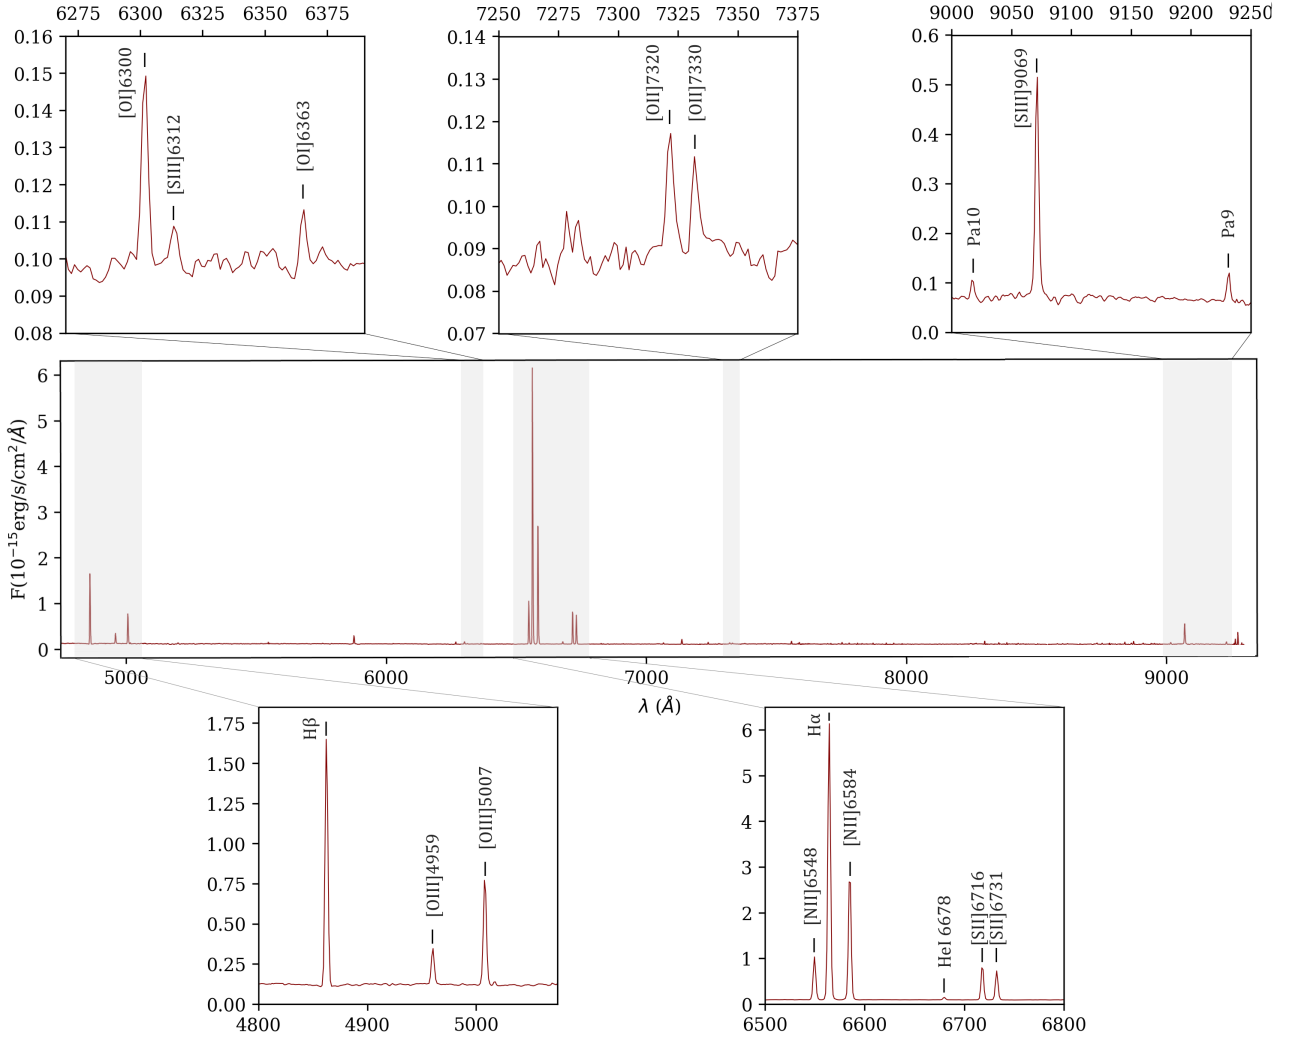 6275 6300 6325 6350 6375
0.16
0.15
0.14
0.13
0.12
0.11
0.10
0.09
0.08
[OI]6300
[SIII]6312
[OI]6363
7250 7275 7300 7325 7350 7375
0.14
0.13
0.12
0.11
0.10
0.09
0.08
0.07
[OII]7320
[OII]7330
9000 9050 9100 9150 9200 9250
0.6
0.5
0.4
0.3
0.2
0.1
0.0
Pa10
[SIII]9069
Pa9
F(10⁻¹⁵erg/s/cm²/Å)
6
5
4
3
2
1
0
5000 6000 7000 8000 9000
λ (Å)
1.75
1.50
1.25
1.00
0.75
0.50
0.25
0.00
Hβ
[OIII]4959
[OIII]5007
4800 4900 5000
6
5
4
3
2
1
0
[NII]6548
Hα
[NII]6584
HeI 6678
[SII]6716
[SII]6731
6500 6600 6700 6800